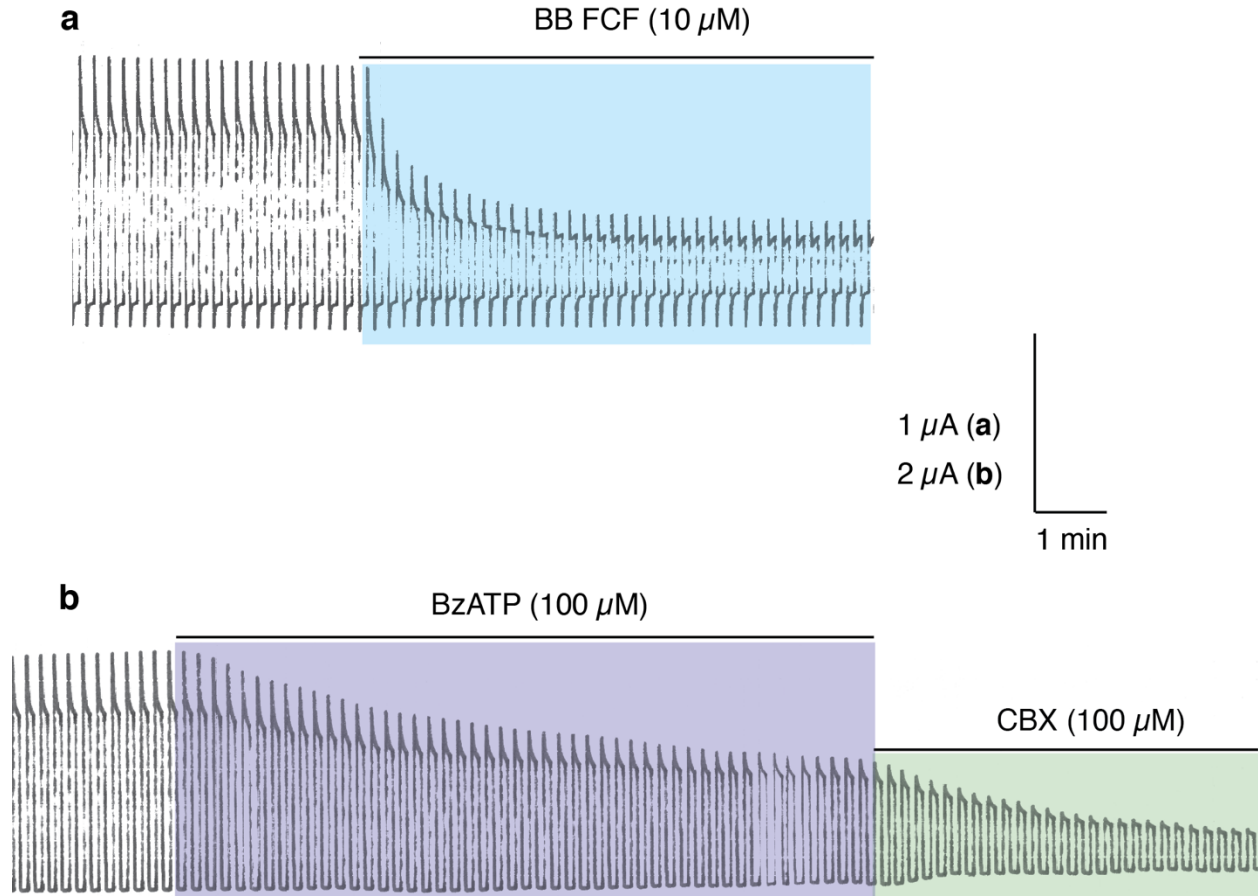 a
BB FCF (10 μM)
1 μA (a)
2 μA (b)
1 min
b
BzATP (100 μM)
CBX (100 μM)